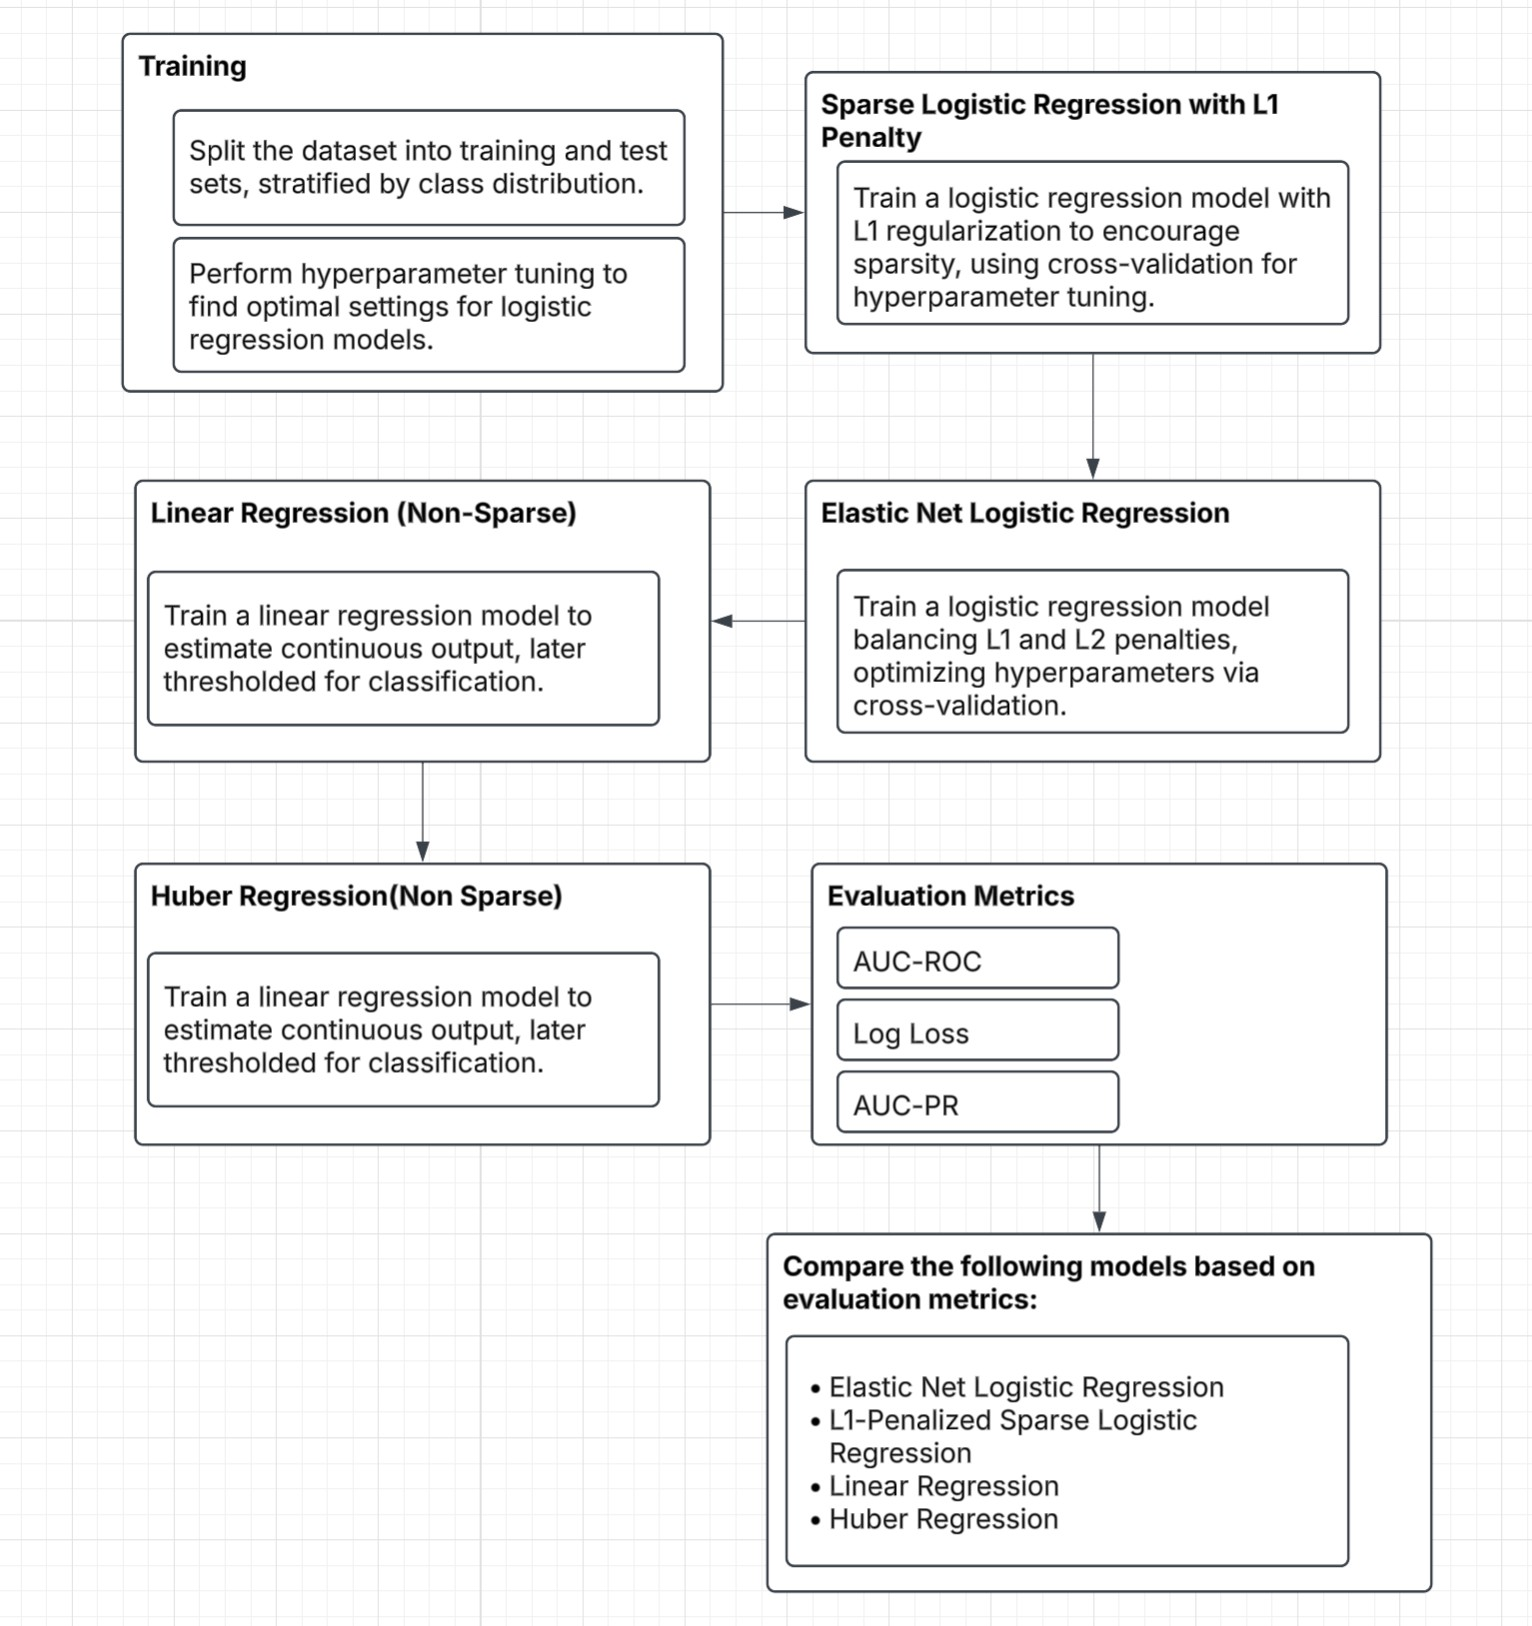 Training
Split the dataset into training and test
sets, stratified by class distribution.
Perform hyperparameter tuning to
find optimal settings for logistic
regression models.
Sparse Logistic Regression with L1
Penalty
Train a logistic regression model with
L1 regularization to encourage
sparsity, using cross-validation for
hyperparameter tuning.
Elastic Net Logistic Regression
Train a logistic regression model
balancing L1 and L2 penalties,
optimizing hyperparameters via
cross-validation.
Linear Regression (Non-Sparse)
Train a linear regression model to
estimate continuous output, later
thresholded for classification.
Huber Regression(Non Sparse)
Train a linear regression model to
estimate continuous output, later
thresholded for classification.
Evaluation Metrics
AUC-ROC
Log Loss
AUC-PR
Compare the following models based on
evaluation metrics:
• Elastic Net Logistic Regression
• L1-Penalized Sparse Logistic
Regression
• Linear Regression
• Huber Regression